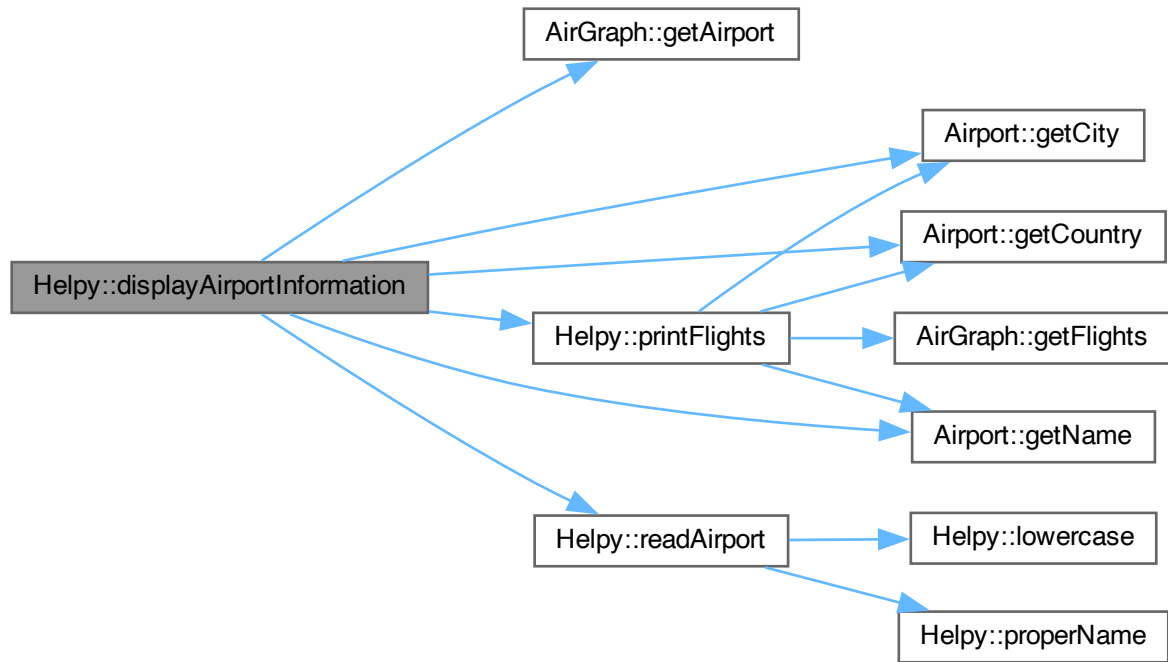 AirGraph::getAirport
Airport::getCity
Airport::getCountry
Helpy::displayAirportInformation
Helpy::printFlights
AirGraph::getFlights
Airport::getName
Helpy::readAirport
Helpy::lowercase
Helpy::properName